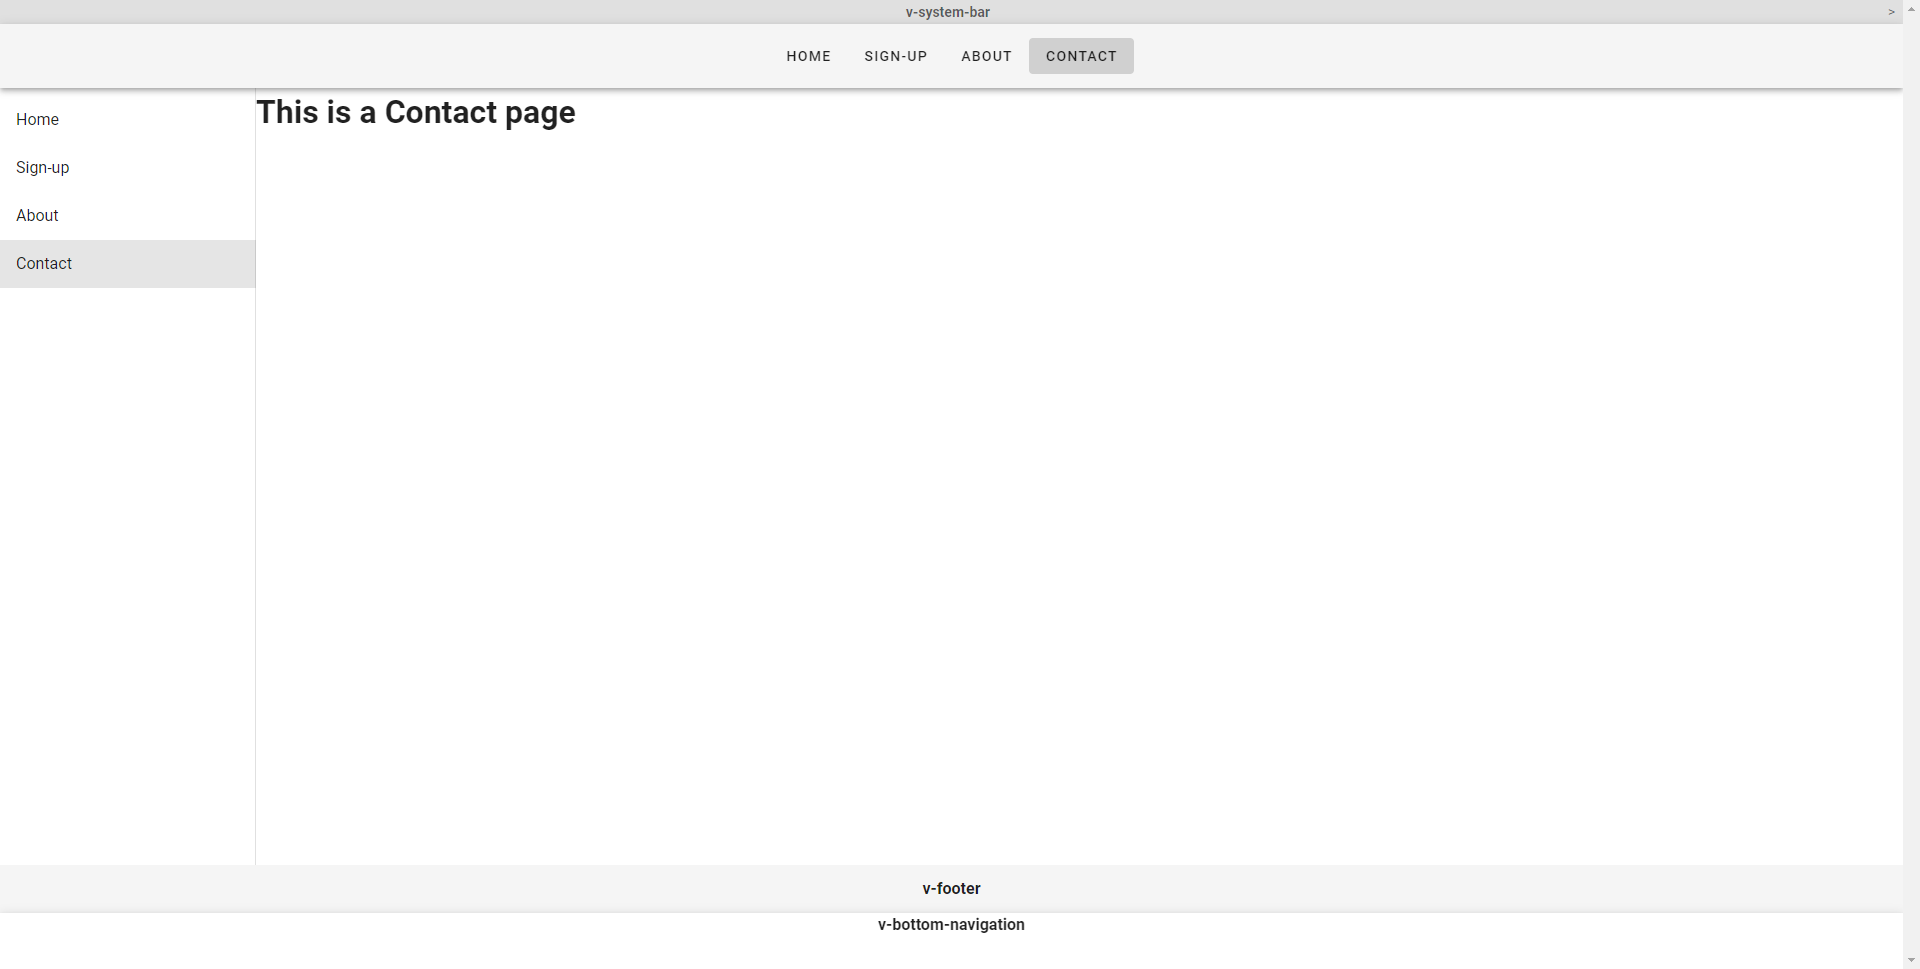 v-system-bar >
HOME SIGN-UP ABOUT CONTACT
Home
Sign-up
About
Contact
This is a Contact page
v-footer
v-bottom-navigation